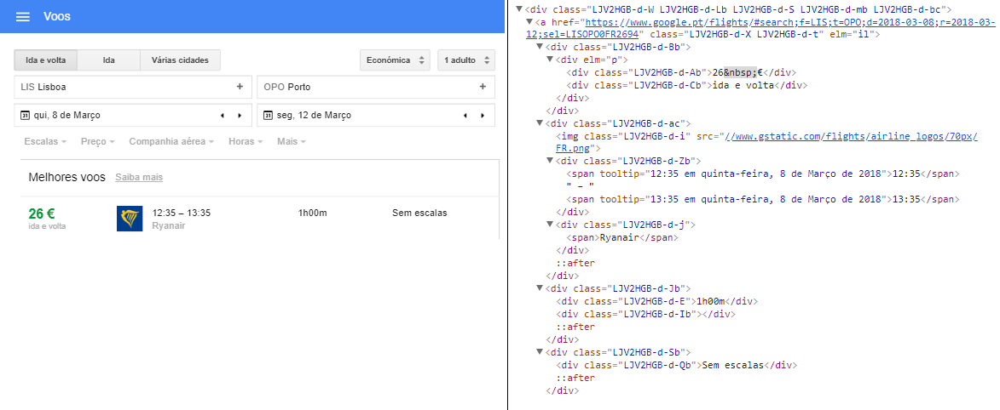 Voos
Ida e volta Ida Várias cidades Económica 1 adulto
LIS Lisboa + OPO Porto +
31 qui, 8 de Março 31 seg, 12 de Março
Escalas Preço Companhia aérea Horas Mais
Melhores voos Saiba mais
26 € 12:35 – 13:35 1h00m Sem escalas
ida e volta Ryanair
<div class="LJV2HGB-d-W LJV2HGB-d-Lb LJV2HGB-d-S LJV2HGB-d-mb LJV2HGB-d-bc">
<a href="https://www.google.pt/flights/#search;f=LIS;t=OPO;d=2018-03-08;r=2018-03-
12;sel=LISOPO0FR2694" class="LJV2HGB-d-X LJV2HGB-d-t" elm="il">
<div class="LJV2HGB-d-Bb">
<div elm="p">
<div class="LJV2HGB-d-Ab">26&nbsp;€</div>
<div class="LJV2HGB-d-Cb">ida e volta</div>
</div>
</div>
<div class="LJV2HGB-d-ac">
<img class="LJV2HGB-d-i" src="//www.gstatic.com/flights/airline_logos/70px/
FR.png">
<div class="LJV2HGB-d-Zb">
<span tooltip="12:35 em quinta-feira, 8 de Março de 2018">12:35</span>
" – "
<span tooltip="13:35 em quinta-feira, 8 de Março de 2018">13:35</span>
</div>
<div class="LJV2HGB-d-j">
<span>Ryanair</span>
</div>
::after
</div>
<div class="LJV2HGB-d-Jb">
<div class="LJV2HGB-d-E">1h00m</div>
<div class="LJV2HGB-d-Ib"></div>
::after
</div>
<div class="LJV2HGB-d-Sb">
<div class="LJV2HGB-d-Qb">Sem escalas</div>
::after
</div>